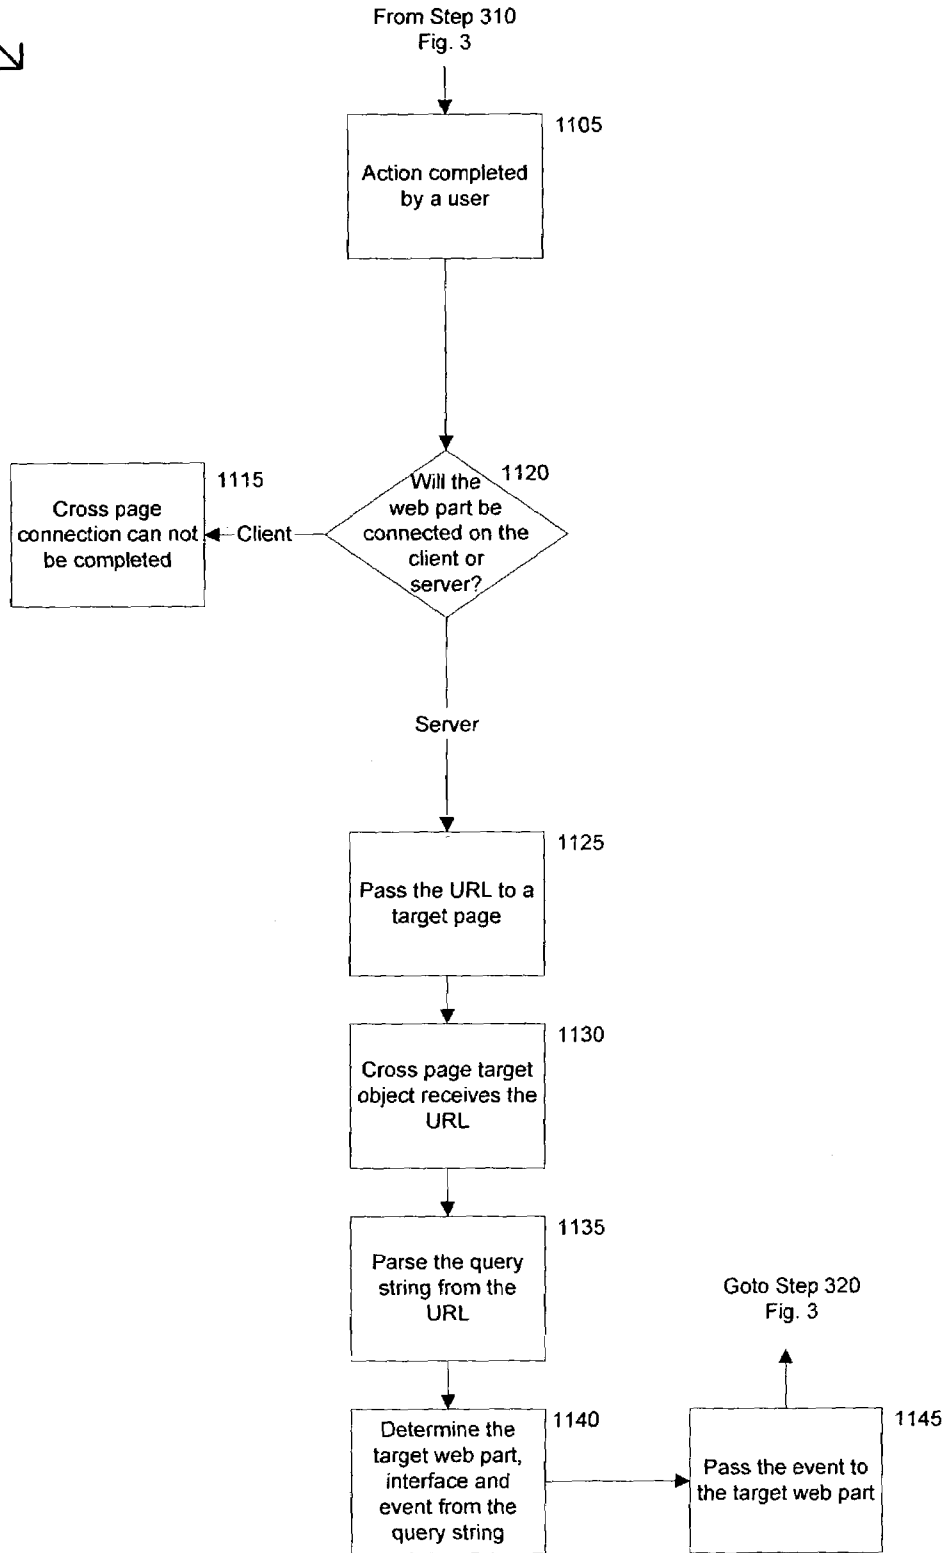 From Step 310
Fig. 3
1105
Action completed
by a user
1120
Will the
web part be
connected on the
client or
server?
1115
Cross page
connection can not
be completed
Client
Server
1125
Pass the URL to a
target page
1130
Cross page target
object receives the
URL
1135
Parse the query
string from the
URL
Goto Step 320
Fig. 3
1140
Determine the
target web part,
interface and
event from the
query string
1145
Pass the event to
the target web part